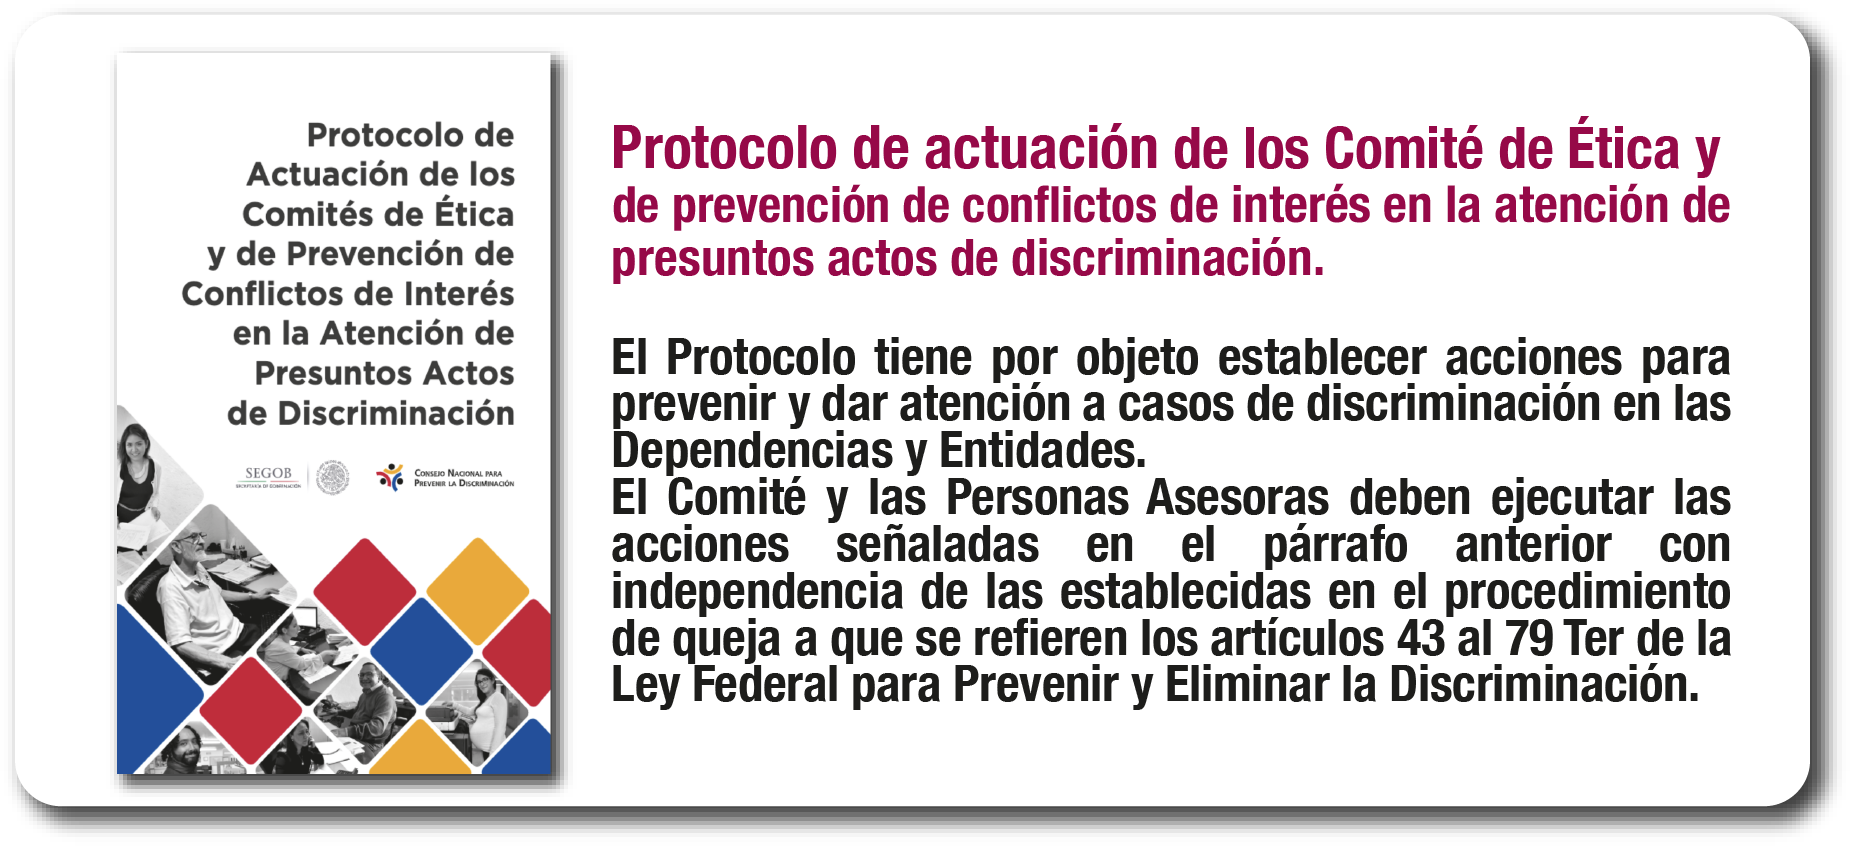 Protocolo de
Actuación de los
Comités de Ética
y de Prevención de
Conflictos de Interés
en la Atención de
Presuntos Actos
de Discriminación
SEGOB
SECRETARÍA DE GOBERNACIÓN
CONSEJO NACIONAL PARA
PREVENIR LA DISCRIMINACIÓN
Protocolo de actuación de los Comité de Ética y
de prevención de conflictos de interés en la atención de
presuntos actos de discriminación.
El Protocolo tiene por objeto establecer acciones para
prevenir y dar atención a casos de discriminación en las
Dependencias y Entidades.
El Comité y las Personas Asesoras deben ejecutar las
acciones señaladas en el párrafo anterior con
independencia de las establecidas en el procedimiento
de queja a que se refieren los artículos 43 al 79 Ter de la
Ley Federal para Prevenir y Eliminar la Discriminación.